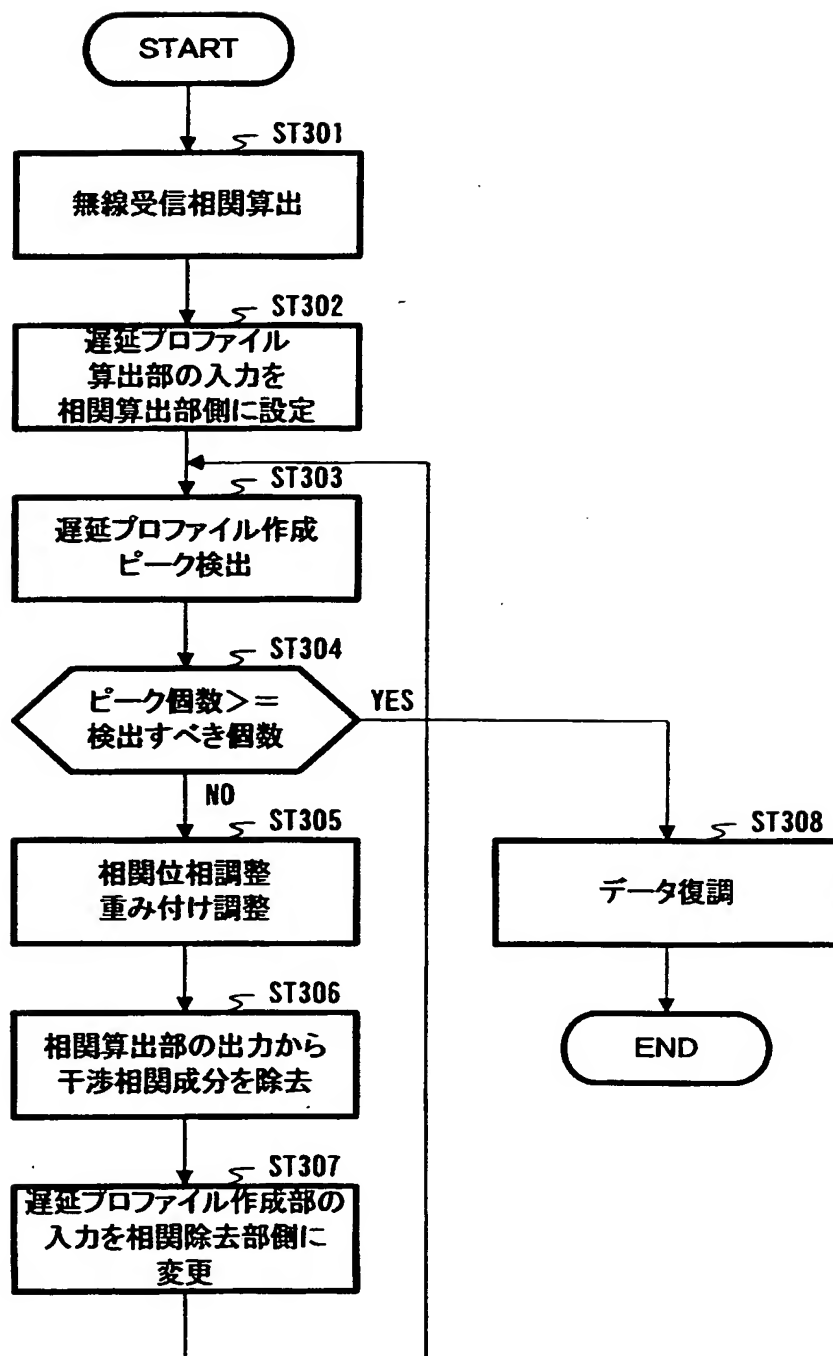 START
ST301
無線受信相関算出
ST302
遅延プロファイル
算出部の入力を
相関算出部側に設定
ST303
遅延プロファイル作成
ピーク検出
ST304
ピーク個数>=
検出すべき個数
YES
NO
ST305
相関位相調整
重み付け調整
ST308
データ復調
ST306
相関算出部の出力から
干渉相関成分を除去
END
ST307
遅延プロファイル作成部の
入力を相関除去部側に
変更